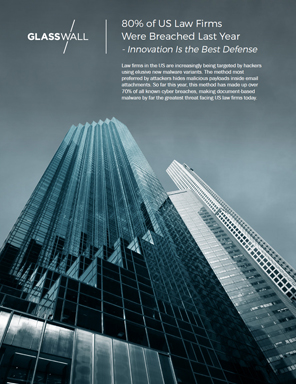 GLASSWALL
80% of US Law Firms
Were Breached Last Year
- Innovation Is the Best Defense
Law firms in the US are increasingly being targeted by hackers
using elusive new malware variants. The method most
preferred by attackers hides malicious payloads inside email
attachments. So far this year, this method has made up over
70% of all known cyber breaches, making document-based
malware by far the greatest threat facing US law firms today.